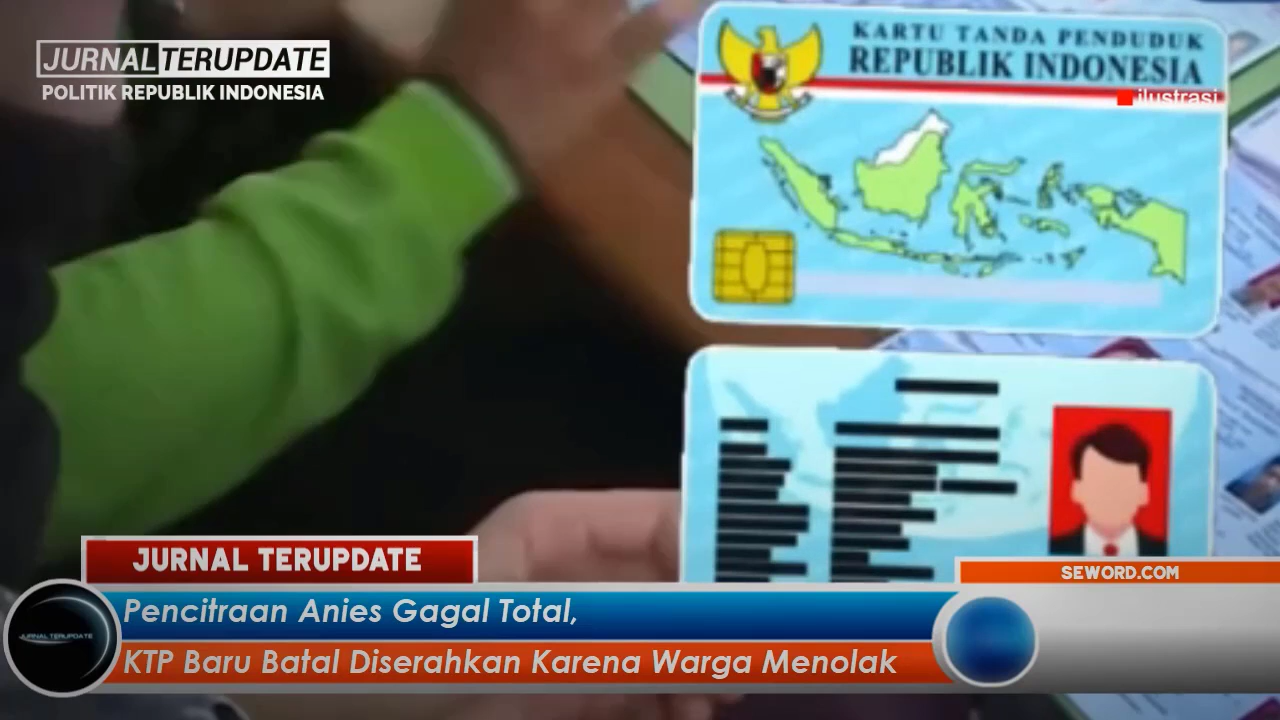 JURNALTERUPDATE
POLITIK REPUBLIK INDONESIA
KARTU TANDA PENDUDUK
REPUBLIK INDONESIA
ilustrasi
JURNAL TERUPDATE
SEWORD.COM
JURNAL TERUPDATE
Pencitraan Anies Gagal Total,
KTP Baru Batal Diserahkan Karena Warga Menolak